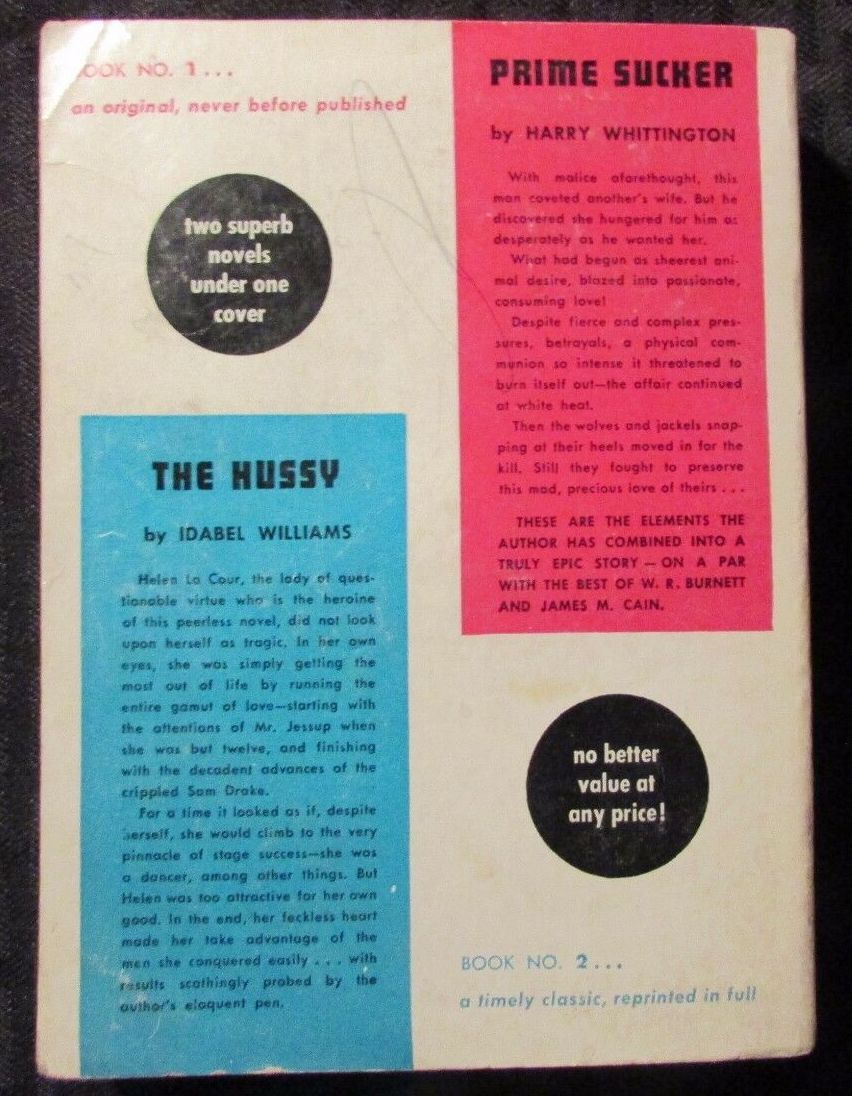 BOOK NO. 1...
an original, never before published
PRIME SUCKER
by HARRY WHITTINGTON
With malice aforethought, this
man coveted another's wife. But he
discovered she hungered for him as
desperately as he wanted her.
What had begun as sheerest ani-
mal desire, blazed into passionate,
consuming love!
Despite fierce and complex pres-
sures, betrayals, a physical com-
munion so intense it threatened to
burn itself out—the affair continued
at white heat.
Then the wolves and jackels snap-
ping at their heels moved in for the
kill. Still they fought to preserve
this mad, precious love of theirs...
THESE ARE THE ELEMENTS THE
AUTHOR HAS COMBINED INTO A
TRULY EPIC STORY — ON A PAR
WITH THE BEST OF W. R. BURNETT
AND JAMES M. CAIN.
two superb
novels
under one
cover
THE HUSSY
by IDABEL WILLIAMS
Helen La Cour, the lady of ques-
tionable virtue who is the heroine
of this peerless novel, did not look
upon herself as tragic. In her own
eyes, she was simply getting the
most out of life by running the
entire gamut of love—starting with
the attentions of Mr. Jessup when
she was but twelve, and finishing
with the decadent advances of the
crippled Sam Drake.
For a time it looked as if, despite
herself, she would climb to the very
pinnacle of stage success—she was
a dancer, among other things. But
Helen was too attractive for her own
good. In the end, her feckless heart
made her take advantage of the
men she conquered easily . . . with
results scathingly probed by the
author's eloquent pen.
no better
value at
any price!
BOOK NO. 2...
a timely classic, reprinted in full